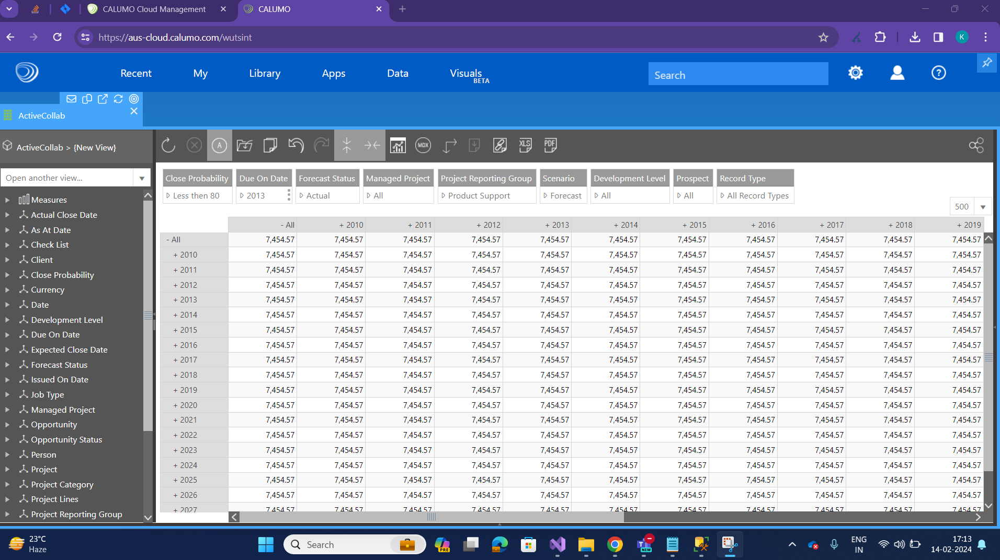 CALUMO Cloud Management
CALUMO
https://aus-cloud.calumo.com/wutsint
K
Recent My Library Apps Data Visuals BETA
Search
ActiveCollab
ActiveCollab > {New View}
A MDX XLS PDF
Open another view...
Close Probability Due On Date Forecast Status Managed Project Project Reporting Group Scenario Development Level Prospect Record Type
Less then 80 2013 Actual All Product Support Forecast All All All Record Types
500
Measures
Actual Close Date
As At Date
Check List
Client
Close Probability
Currency
Date
Development Level
Due On Date
Expected Close Date
Forecast Status
Issued On Date
Job Type
Managed Project
Opportunity
Opportunity Status
Person
Project
Project Category
Project Lines
Project Reporting Group
- All + 2010 + 2011 + 2012 + 2013 + 2014 + 2015 + 2016 + 2017 + 2018 + 2019
- All 7,454.57 7,454.57 7,454.57 7,454.57 7,454.57 7,454.57 7,454.57 7,454.57 7,454.57 7,454.57 7,454.57
+ 2010 7,454.57 7,454.57 7,454.57 7,454.57 7,454.57 7,454.57 7,454.57 7,454.57 7,454.57 7,454.57 7,454.57
+ 2011 7,454.57 7,454.57 7,454.57 7,454.57 7,454.57 7,454.57 7,454.57 7,454.57 7,454.57 7,454.57 7,454.57
+ 2012 7,454.57 7,454.57 7,454.57 7,454.57 7,454.57 7,454.57 7,454.57 7,454.57 7,454.57 7,454.57 7,454.57
+ 2013 7,454.57 7,454.57 7,454.57 7,454.57 7,454.57 7,454.57 7,454.57 7,454.57 7,454.57 7,454.57 7,454.57
+ 2014 7,454.57 7,454.57 7,454.57 7,454.57 7,454.57 7,454.57 7,454.57 7,454.57 7,454.57 7,454.57 7,454.57
+ 2015 7,454.57 7,454.57 7,454.57 7,454.57 7,454.57 7,454.57 7,454.57 7,454.57 7,454.57 7,454.57 7,454.57
+ 2016 7,454.57 7,454.57 7,454.57 7,454.57 7,454.57 7,454.57 7,454.57 7,454.57 7,454.57 7,454.57 7,454.57
+ 2017 7,454.57 7,454.57 7,454.57 7,454.57 7,454.57 7,454.57 7,454.57 7,454.57 7,454.57 7,454.57 7,454.57
+ 2018 7,454.57 7,454.57 7,454.57 7,454.57 7,454.57 7,454.57 7,454.57 7,454.57 7,454.57 7,454.57 7,454.57
+ 2019 7,454.57 7,454.57 7,454.57 7,454.57 7,454.57 7,454.57 7,454.57 7,454.57 7,454.57 7,454.57 7,454.57
+ 2020 7,454.57 7,454.57 7,454.57 7,454.57 7,454.57 7,454.57 7,454.57 7,454.57 7,454.57 7,454.57 7,454.57
+ 2021 7,454.57 7,454.57 7,454.57 7,454.57 7,454.57 7,454.57 7,454.57 7,454.57 7,454.57 7,454.57 7,454.57
+ 2022 7,454.57 7,454.57 7,454.57 7,454.57 7,454.57 7,454.57 7,454.57 7,454.57 7,454.57 7,454.57 7,454.57
+ 2023 7,454.57 7,454.57 7,454.57 7,454.57 7,454.57 7,454.57 7,454.57 7,454.57 7,454.57 7,454.57 7,454.57
+ 2024 7,454.57 7,454.57 7,454.57 7,454.57 7,454.57 7,454.57 7,454.57 7,454.57 7,454.57 7,454.57 7,454.57
+ 2025 7,454.57 7,454.57 7,454.57 7,454.57 7,454.57 7,454.57 7,454.57 7,454.57 7,454.57 7,454.57 7,454.57
+ 2026 7,454.57 7,454.57 7,454.57 7,454.57 7,454.57 7,454.57 7,454.57 7,454.57 7,454.57 7,454.57 7,454.57
+ 2027 7,454.57 7,454.57 7,454.57 7,454.57 7,454.57 7,454.57 7,454.57 7,454.57 7,454.57 7,454.57 7,454.57
23°C
Haze
Search
PRE
NEW
ENG
IN
17:13
14-02-2024